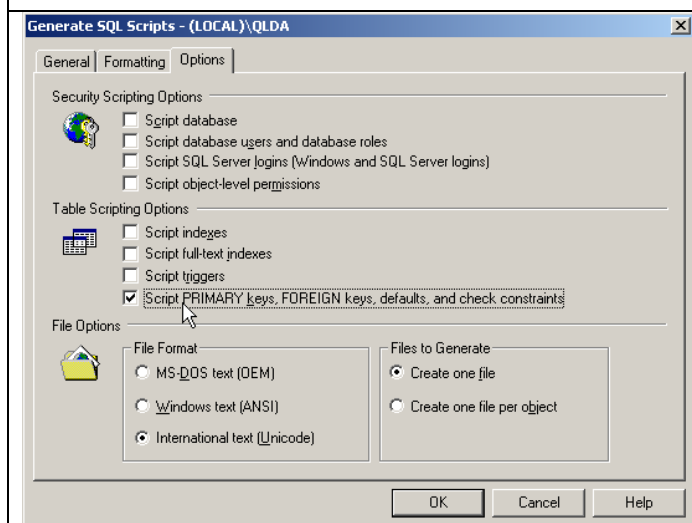 Generate SQL Scripts - (LOCAL)\QLDA
General Formatting Options
Security Scripting Options
Script database
Script database users and database roles
Script SQL Server logins (Windows and SQL Server logins)
Script object-level permissions
Table Scripting Options
Script indexes
Script full-text indexes
Script triggers
Script PRIMARY keys, FOREIGN keys, defaults, and check constraints
File Options
File Format
MS-DOS text (OEM)
Windows text (ANSI)
International text (Unicode)
Files to Generate
Create one file
Create one file per object
OK Cancel Help